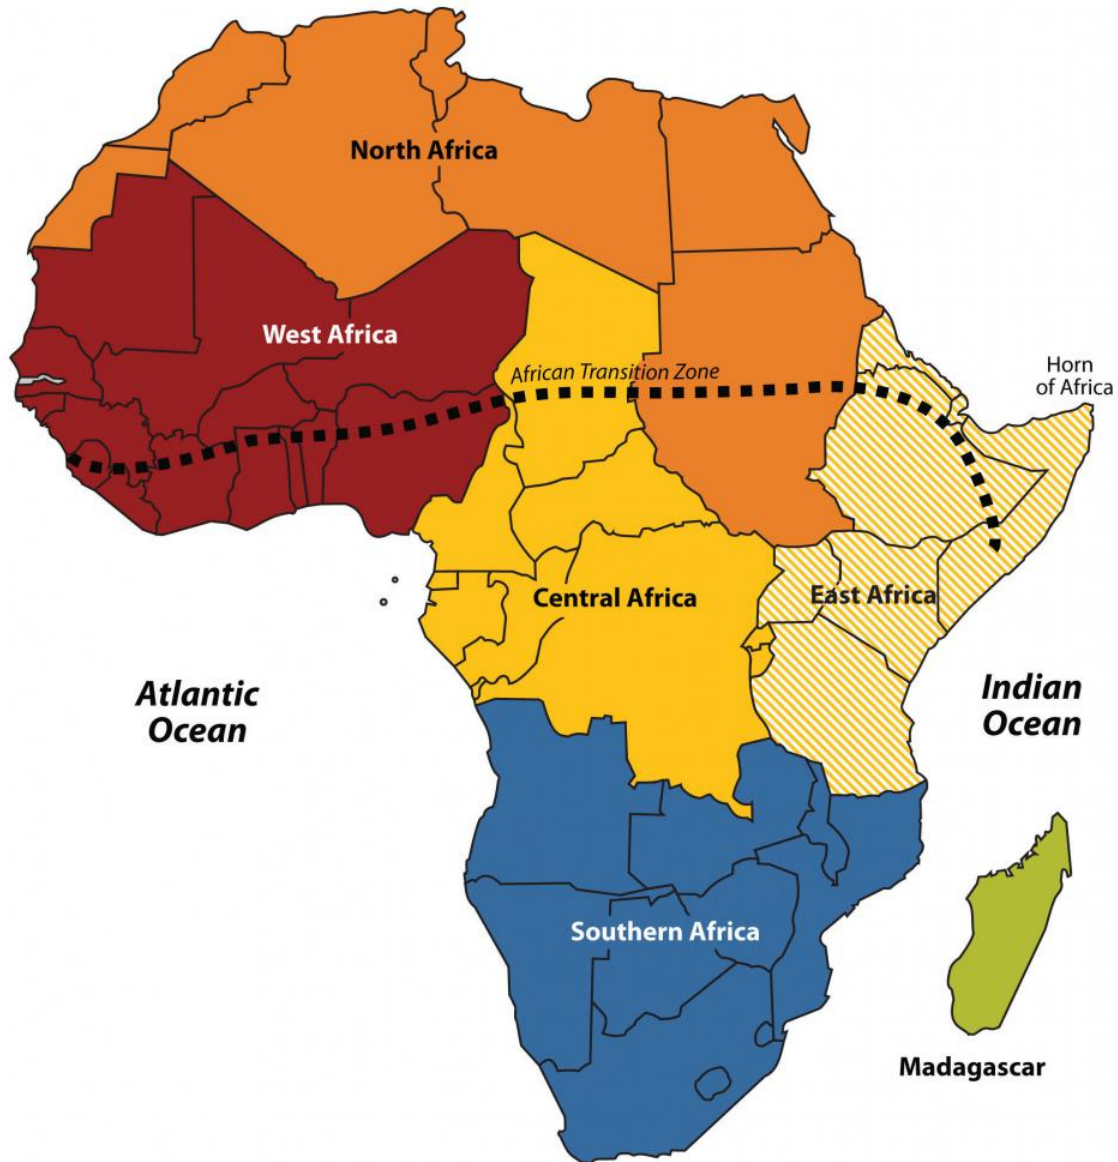 North Africa
West Africa
African Transition Zone
Horn
of Africa
Central Africa
East Africa
Atlantic
Ocean
Indian
Ocean
Southern Africa
Madagascar